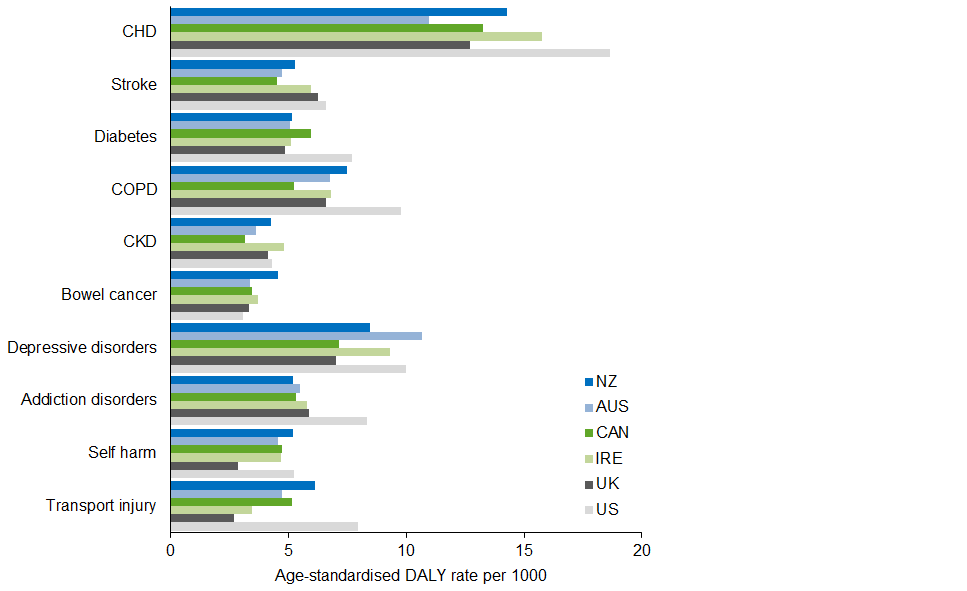 CHD
Stroke
Diabetes
COPD
CKD
Bowel cancer
Depressive disorders
Addiction disorders
Self harm
Transport injury
NZ
AUS
CAN
IRE
UK
US
0 5 10 15 20
Age-standardised DALY rate per 1000